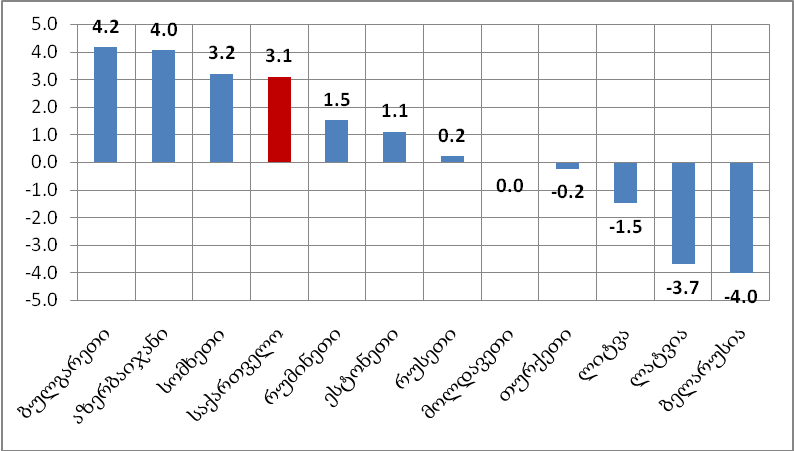 5.0
4.0
3.0
2.0
1.0
0.0
-1.0
-2.0
-3.0
-4.0
-5.0
4.2
4.0
3.2
3.1
1.5
1.1
0.2
0.0
-0.2
-1.5
-3.7
-4.0
ბულგარეთი
აზერბაიჯანი
სომხეთი
საქართველო
რუმინეთი
ესტონეთი
რუსეთი
მოლდავეთი
თურქეთი
ლიტვა
ლატვია
ბელარუსია